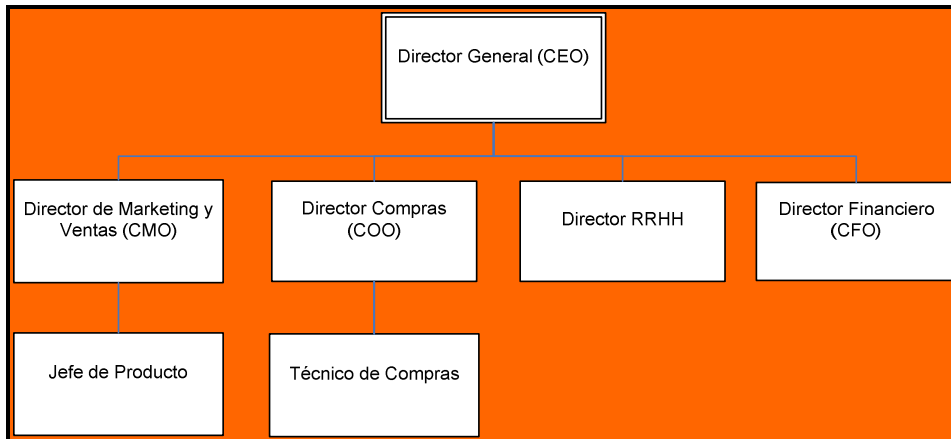 Director General (CEO)
Director de Marketing y
Ventas (CMO)
Director Compras
(COO)
Director RRHH
Director Financiero
(CFO)
Jefe de Producto
Técnico de Compras